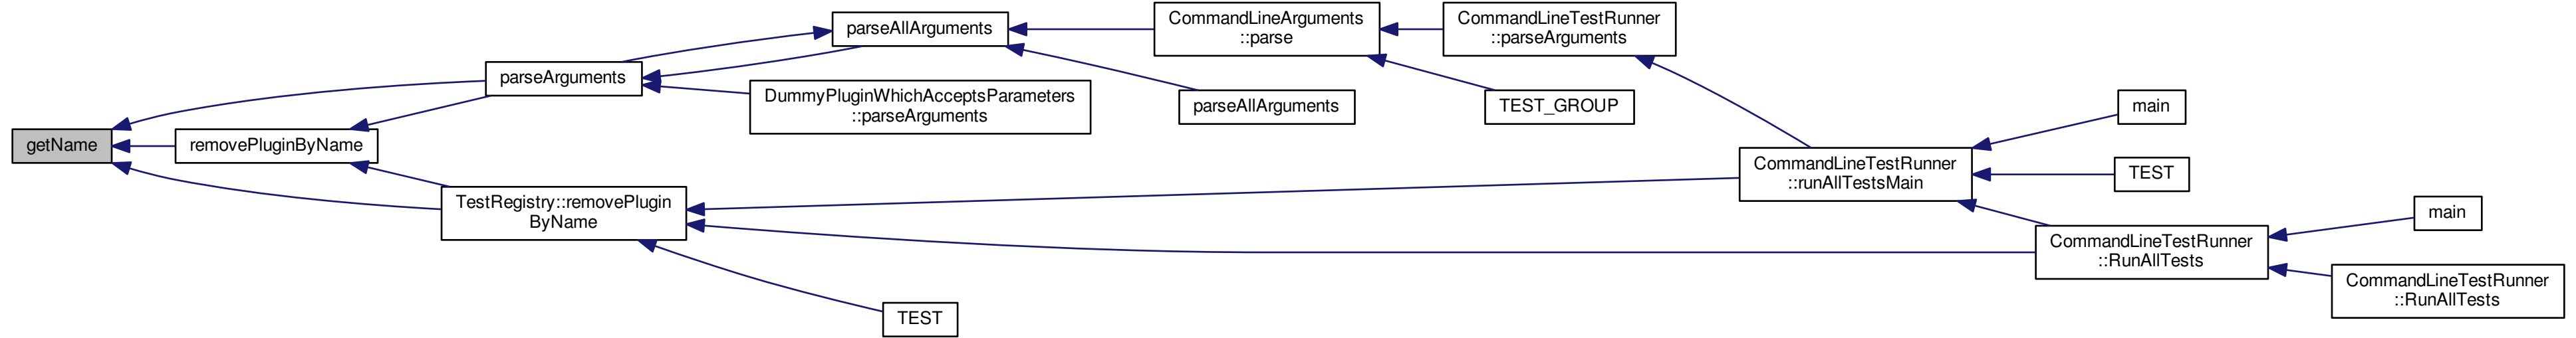 getName
parseArguments
removePluginByName
TestRegistry::removePlugin
ByName
parseAllArguments
DummyPluginWhichAcceptsParameters
::parseArguments
TEST
CommandLineArguments
::parse
parseAllArguments
CommandLineTestRunner
::parseArguments
TEST_GROUP
CommandLineTestRunner
::runAllTestsMain
main
TEST
CommandLineTestRunner
::RunAllTests
main
CommandLineTestRunner
::RunAllTests